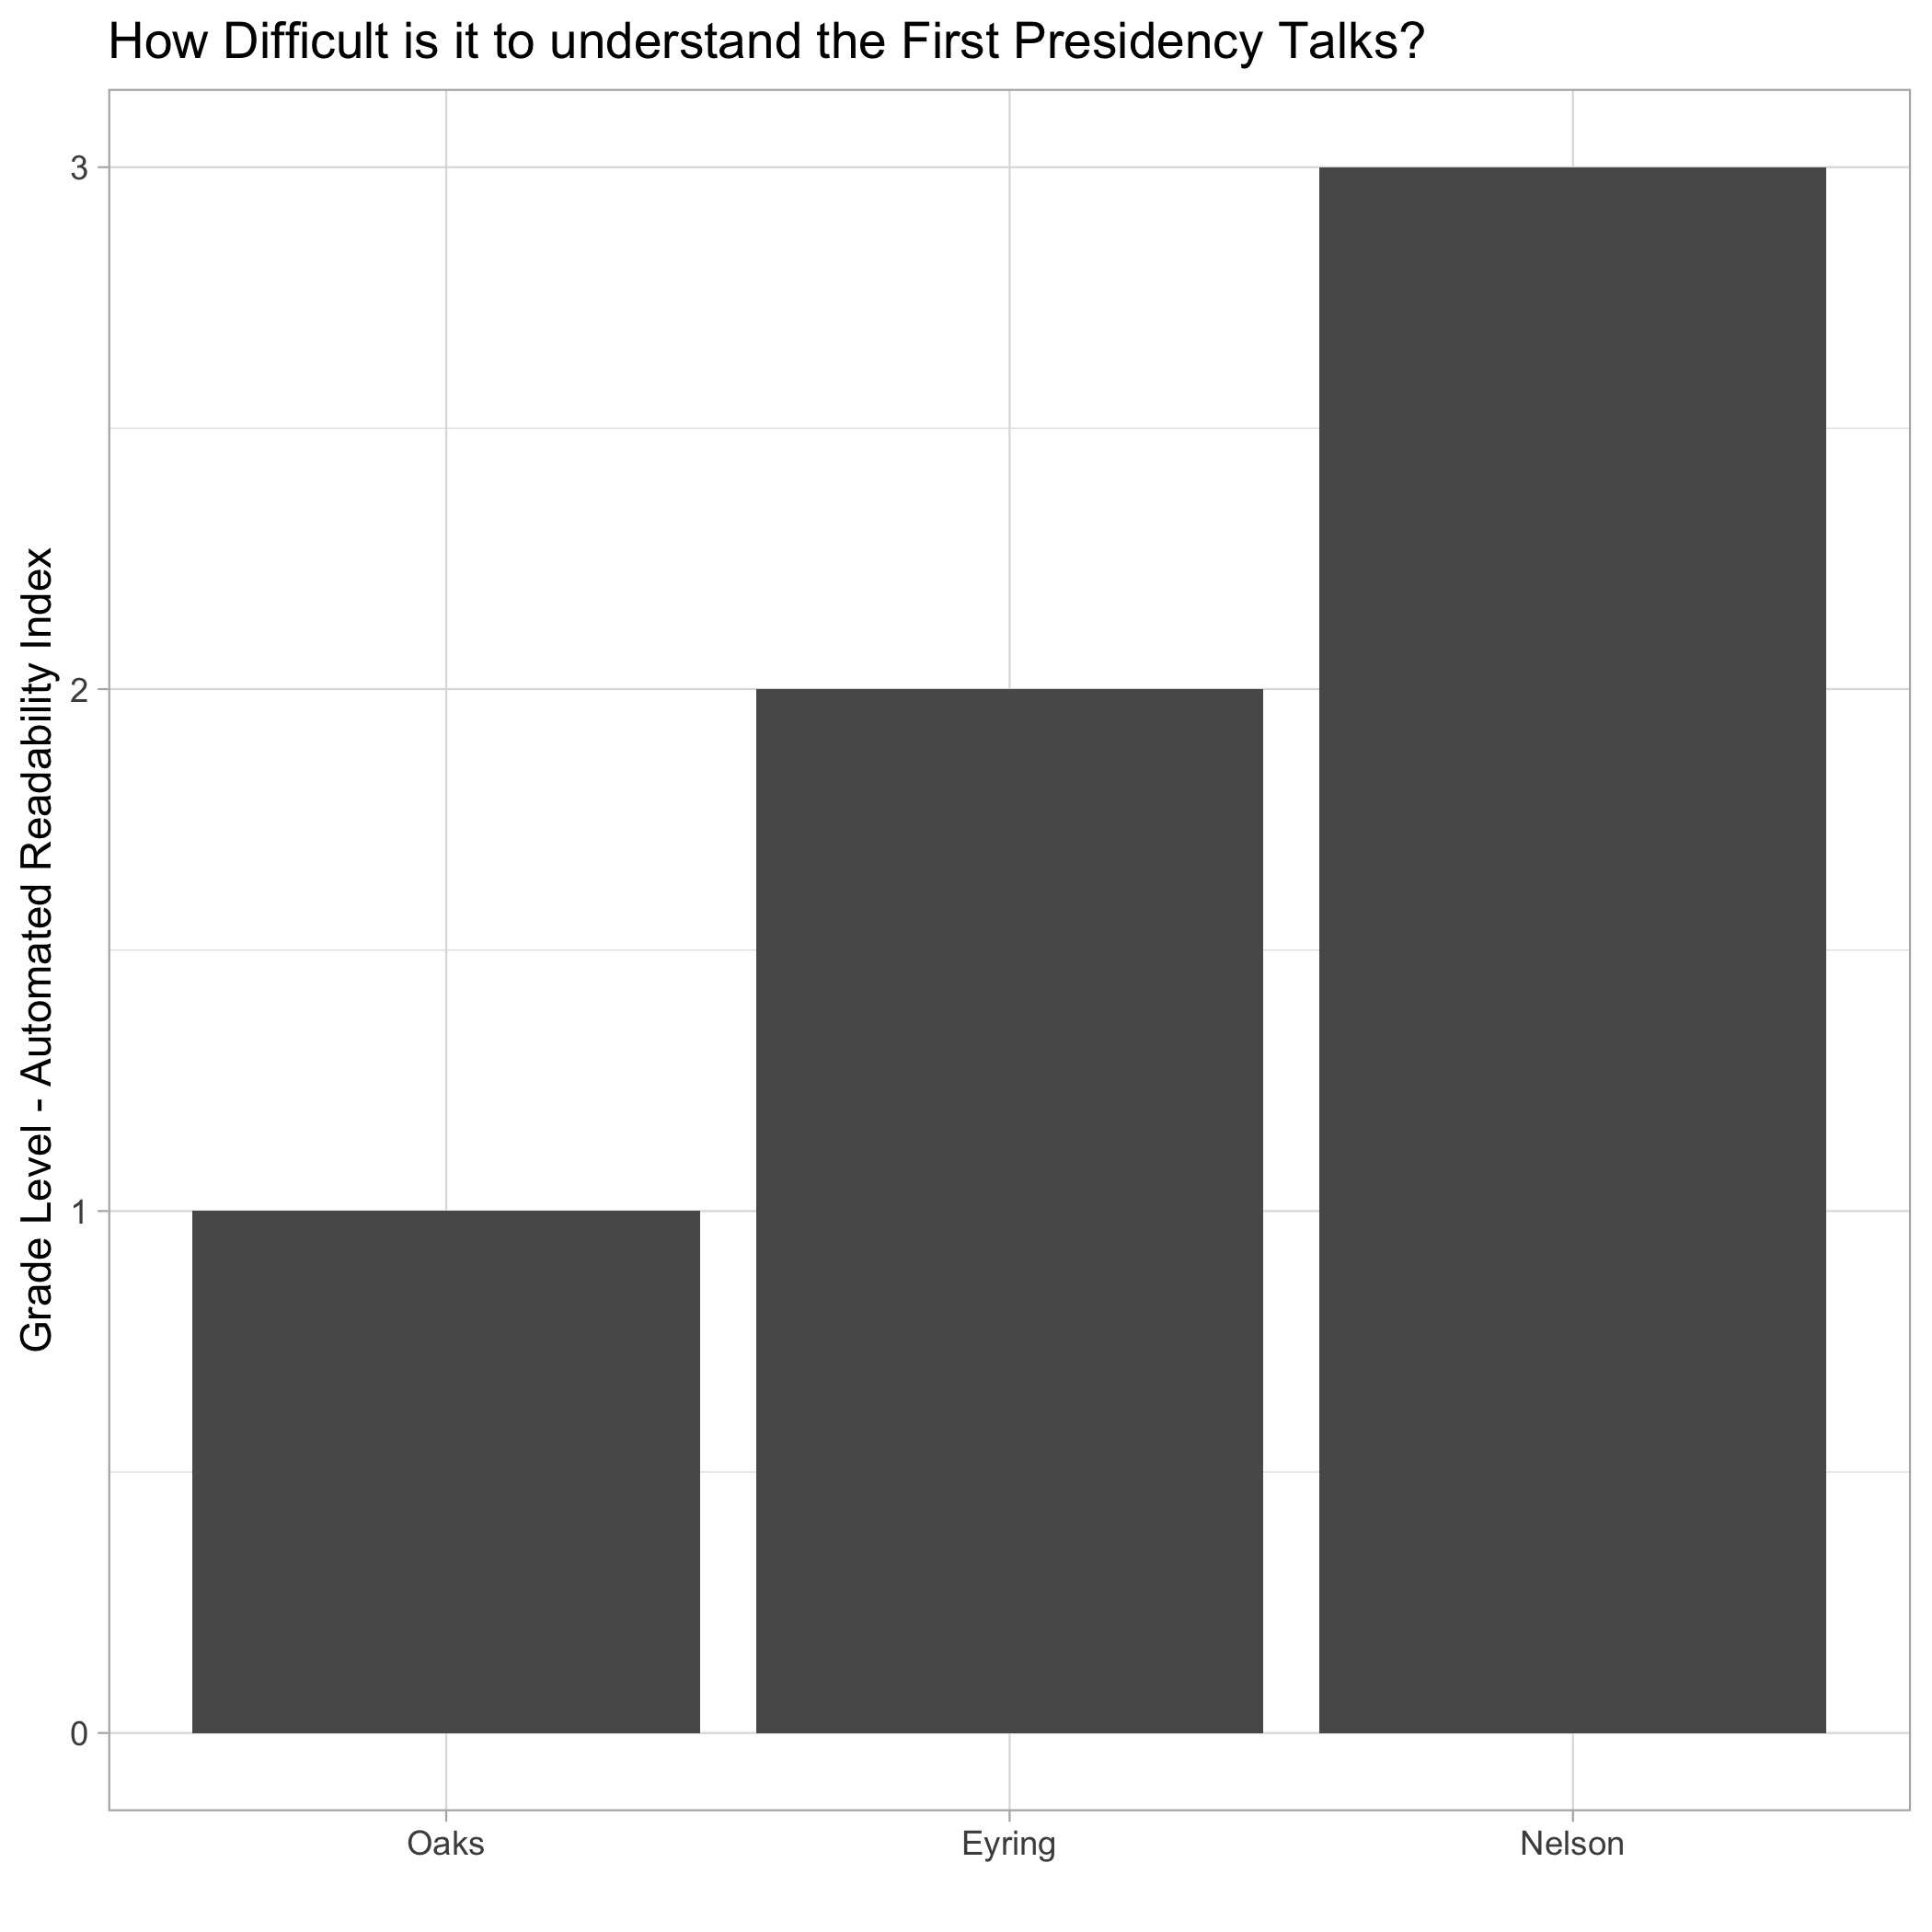 How Difficult is it to understand the First Presidency Talks?
Grade Level - Automated Readability Index
3
2
1
0
Oaks
Eyring
Nelson